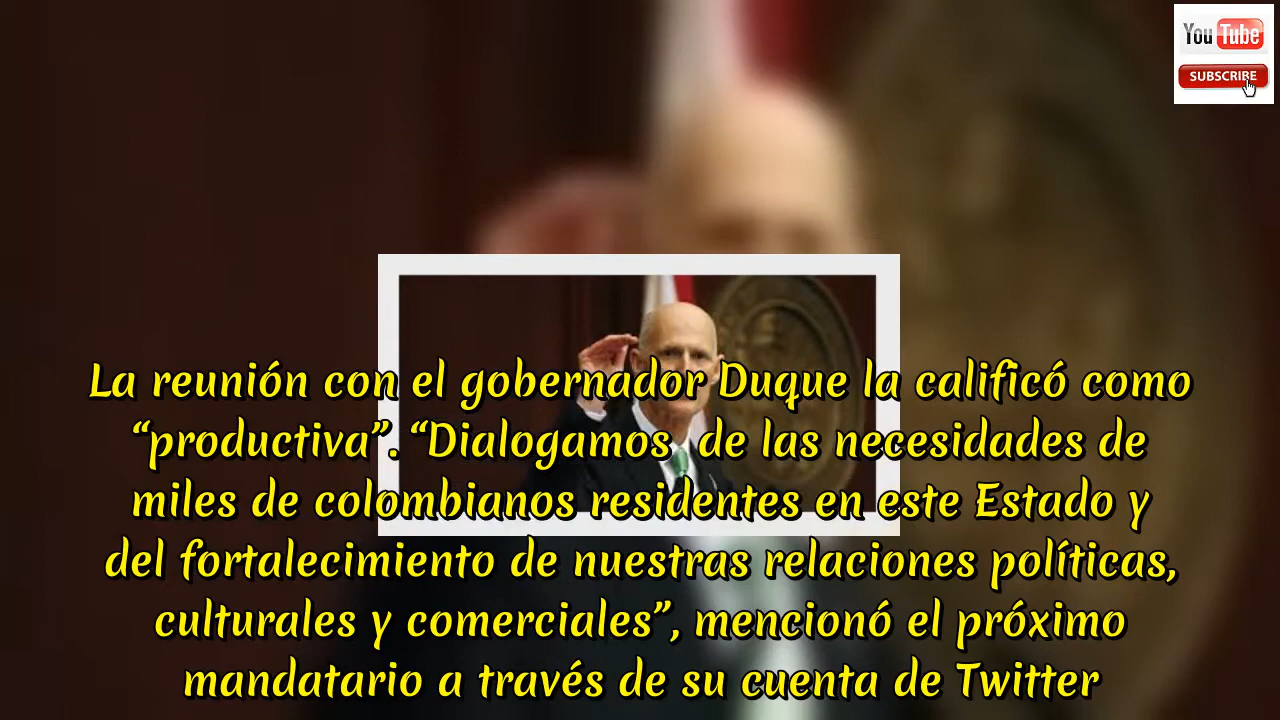 You Tube
SUBSCRIBE
La reunión con el gobernador Duque la calificó como
“productiva”. “Dialogamos  de las necesidades de
miles de colombianos residentes en este Estado y
del fortalecimiento de nuestras relaciones políticas,
culturales y comerciales”, mencionó el próximo
mandatario a través de su cuenta de Twitter